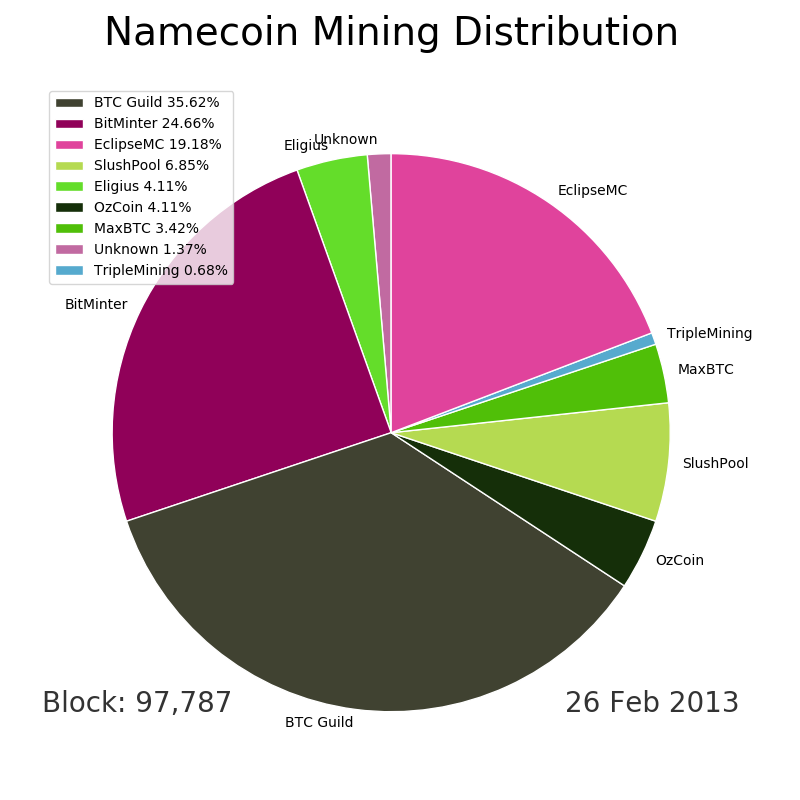 Namecoin Mining Distribution
BTC Guild 35.62%
BitMinter 24.66%
EclipseMC 19.18%
SlushPool 6.85%
Eligius 4.11%
OzCoin 4.11%
MaxBTC 3.42%
Unknown 1.37%
TripleMining 0.68%
Unknown
Eligius
EclipseMC
BitMinter
TripleMining
MaxBTC
SlushPool
OzCoin
BTC Guild
Block: 97,787
26 Feb 2013